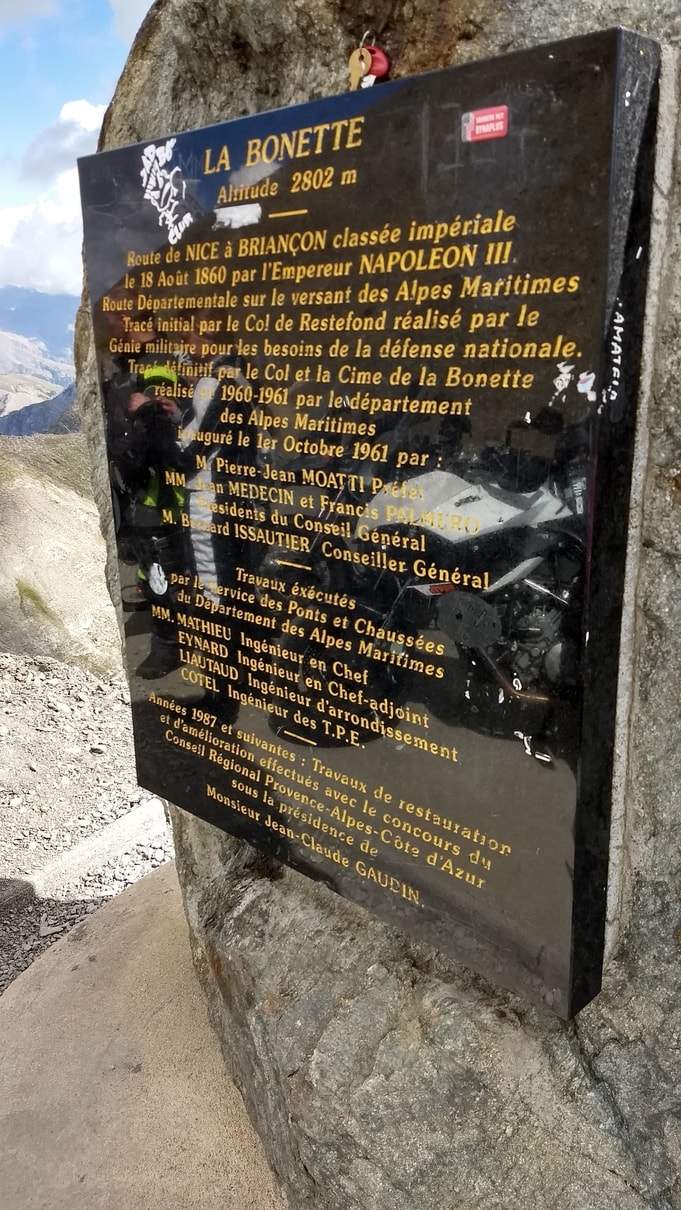 LA BONETTE
Altitude 2802 m
Route de NICE à BRIANÇON classée impériale
le 18 Août 1860 par l'Empereur NAPOLEON III
Route Départementale sur le versant des Alpes Maritimes
Tracé initial par le Col de Restefond réalisé par le
Génie militaire pour les besoins de la défense nationale.
Tracé définitif par le Col et la Cime de la Bonette
réalisé 1960-1961 par le département
des Alpes Maritimes
inauguré le 1er Octobre 1961 par :
M. Pierre-Jean MOATTI Préfet
MM. Jean MEDECIN et Francis PALMERO
Présidents du Conseil Général
M. Bernard ISSAUTIER Conseiller Général
Travaux éxécutés
par le Service des Ponts et Chaussées
du Département des Alpes Maritimes
MM. MATHIEU Ingénieur en Chef
EYNARD Ingénieur en Chef-adjoint
LIAUTAUD Ingénieur d'arrondissement
COTEL Ingénieur des T.P.E.
Années 1987 et suivantes : Travaux de restauration
et d'amélioration effectués avec le concours du
Conseil Régional Provence-Alpes-Côte d'Azur
sous la présidence de
Monsieur Jean-Claude GAUDIN.
DYNAPLUS